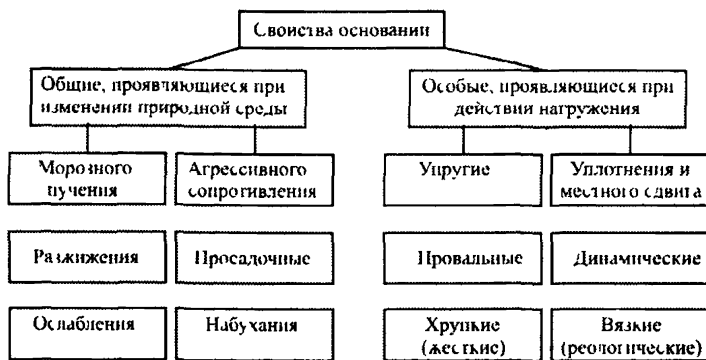 Свойства основании
Общие, проявляющиеся при
изменении природной среды
Особые, проявляющиеся при
действии нагружения
Морозного
пучения
Агрессивного
сопротивления
Упругие
Уплотнения и
местного сдвига
Разжижения
Просадочные
Провальные
Динамические
Ослабления
Набухания
Хрупкие
(жесткие)
Вязкие
(реологические)